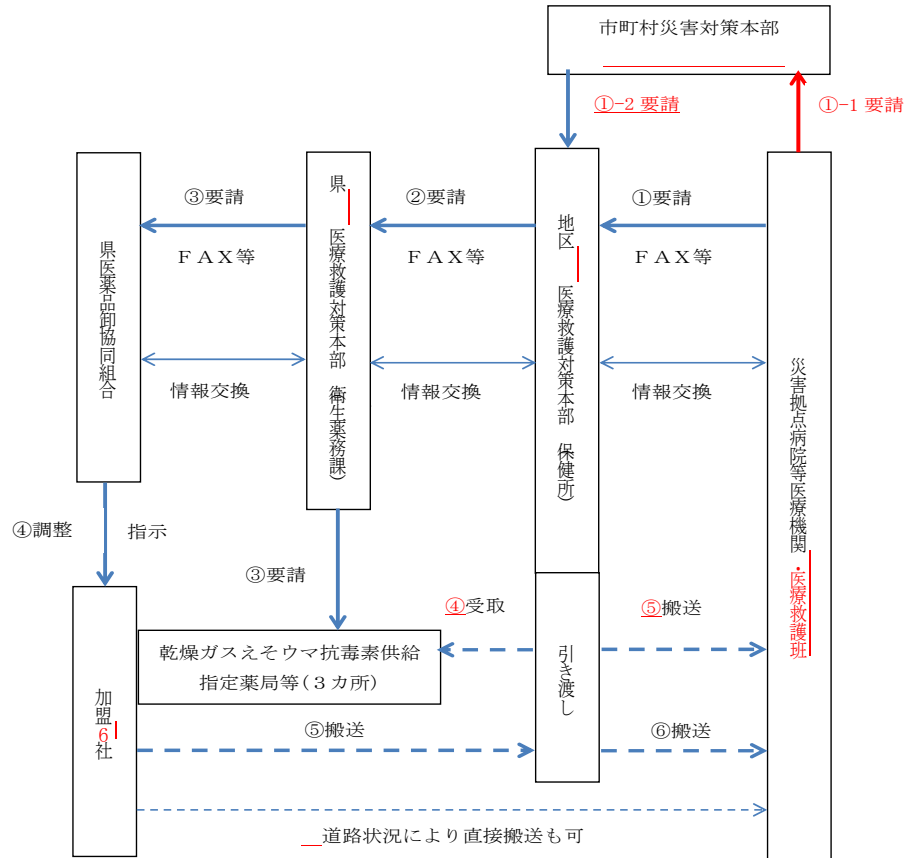 市町村災害対策本部
①-2 要請
①-1 要請
③要請
ＦＡＸ等
②要請
ＦＡＸ等
①要請
ＦＡＸ等
県医薬品卸協同組合
県 医療救護対策本部 衛生薬務課)
地区 医療救護対策本部 保健所)
災害拠点病院等医療機関・医療救護班
情報交換
情報交換
情報交換
④調整 指示
③要請
④受取
⑤搬送
乾燥ガスえそウマ抗毒素供給
指定薬局等(３カ所)
引き渡し
加盟6社
⑤搬送
⑥搬送
道路状況により直接搬送も可